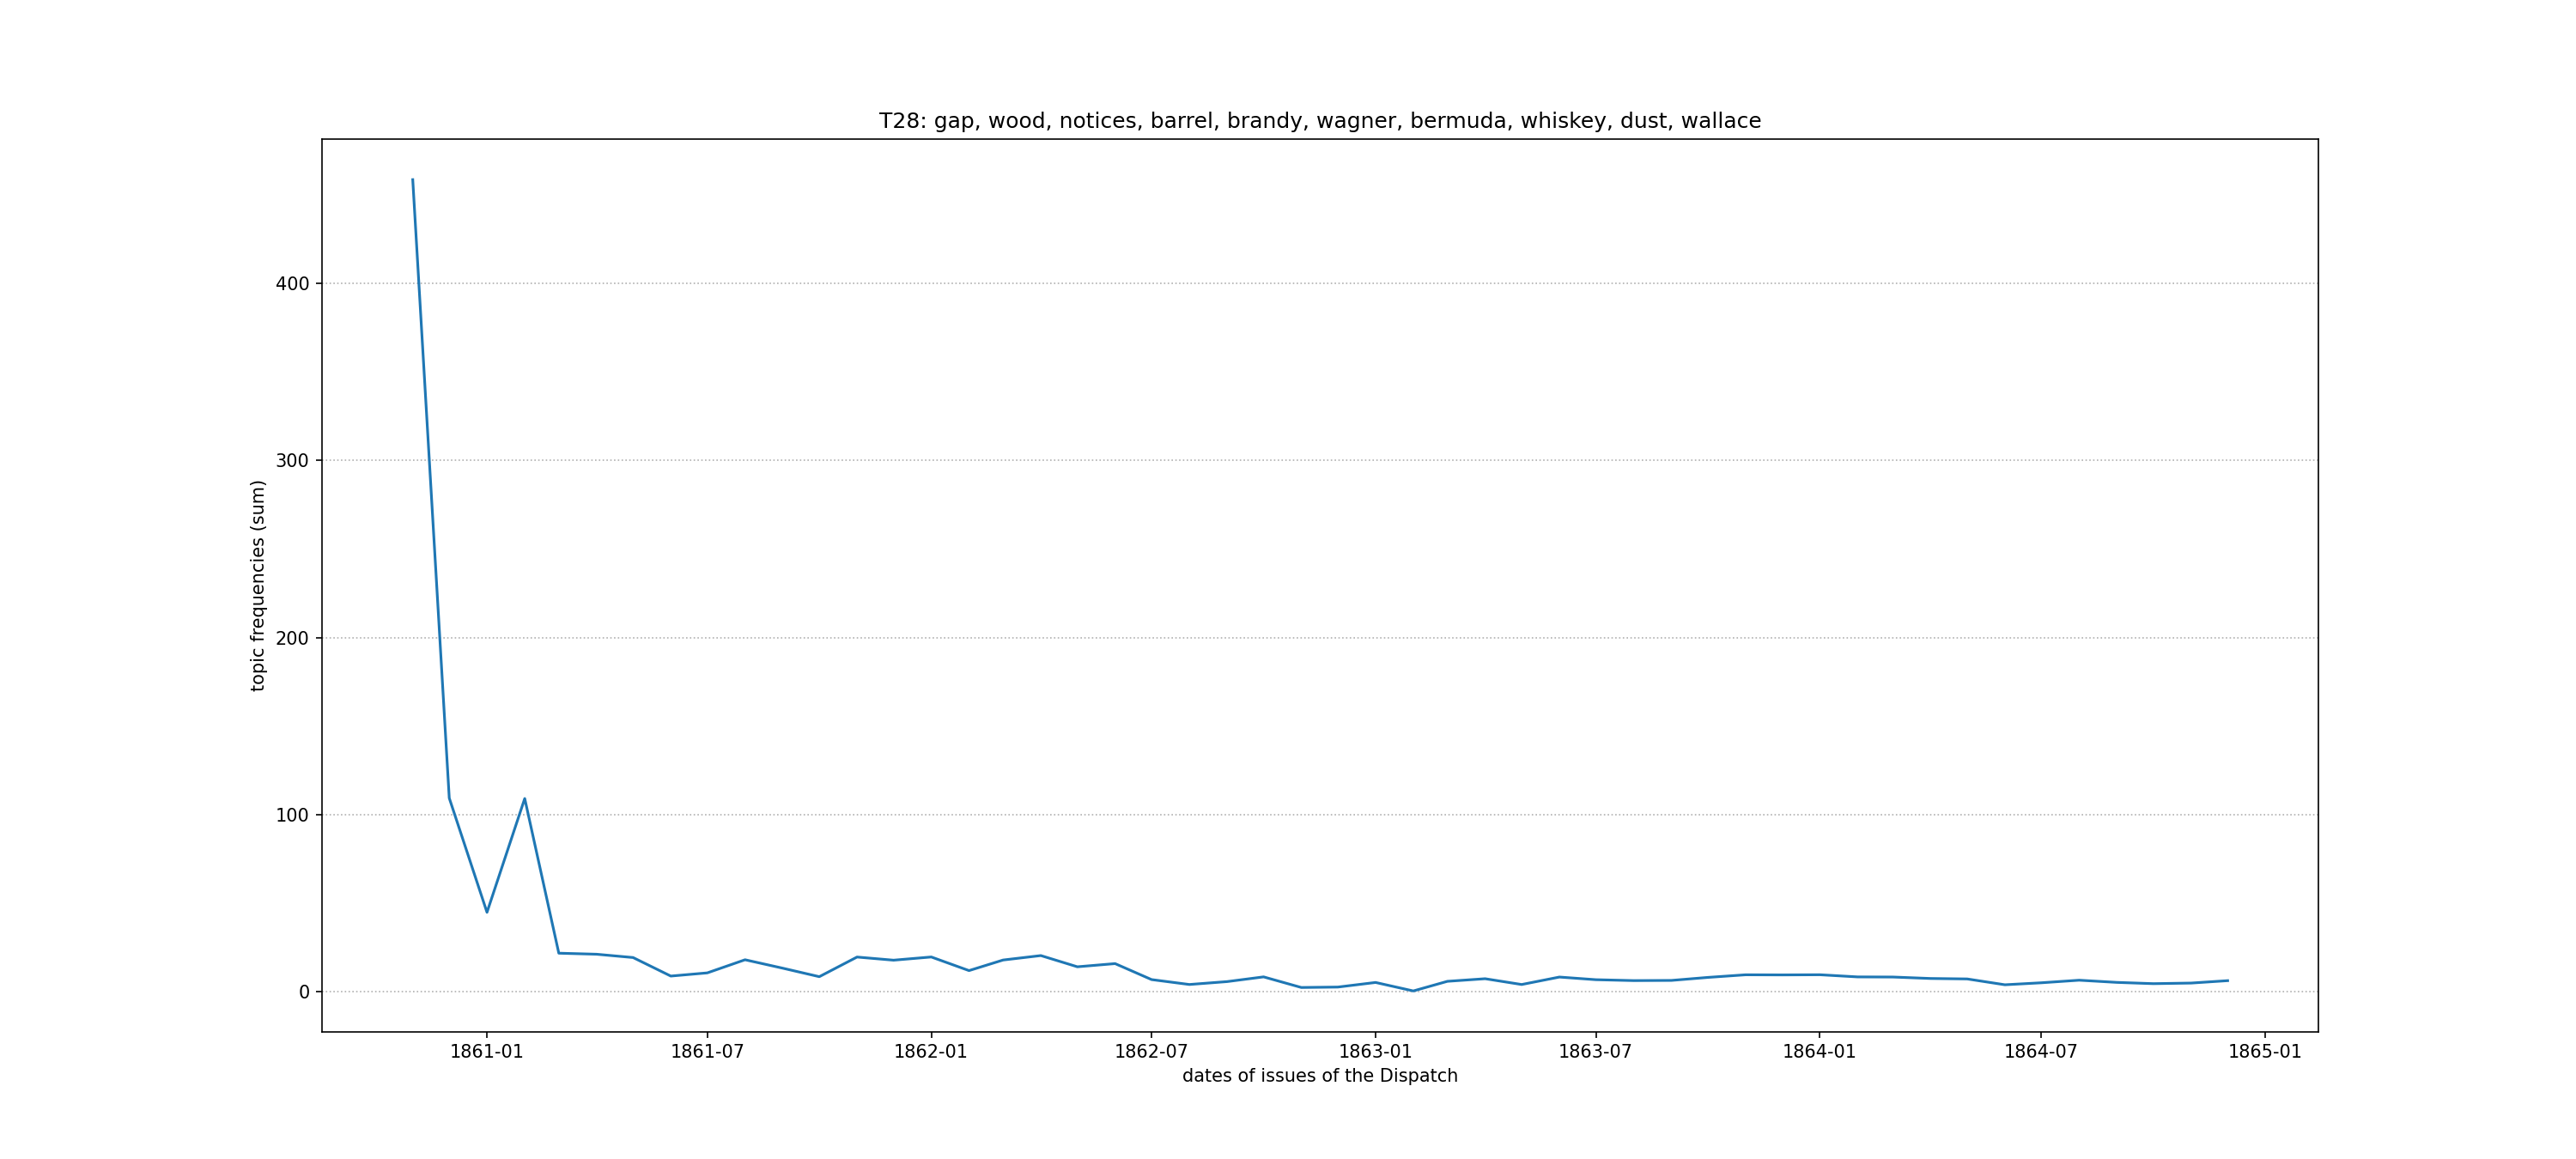 T28: gap, wood, notices, barrel, brandy, wagner, bermuda, whiskey, dust, wallace
topic frequencies (sum)
400
300
200
100
0
1861-01 1861-07 1862-01 1862-07 1863-01 1863-07 1864-01 1864-07 1865-01
dates of issues of the Dispatch